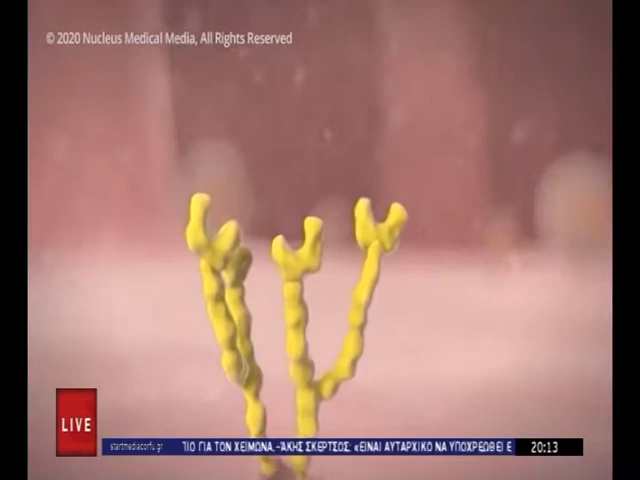 © 2020 Nucleus Medical Media, All Rights Reserved
LIVE
startmediacorfu.gr
ΠΙΟ ΓΙΑ ΤΟΝ ΧΕΙΜΩΝΑ.-ΆΚΗΣ ΣΚΕΡΤΣΟΣ: «ΕΙΝΑΙ ΑΥΤΑΡΧΙΚΟ ΝΑ ΥΠΟΧΡΕΩΘΕΙ Ε
20:13